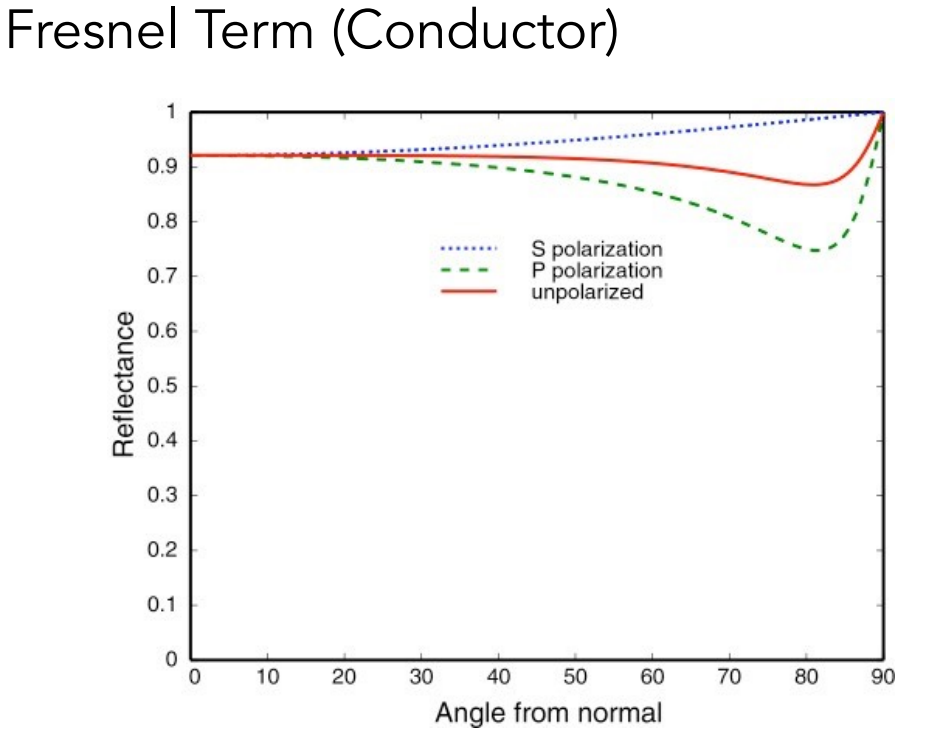 Fresnel Term (Conductor)
1
0.9
0.8
S polarization
P polarization
unpolarized
0.7
0.6
0.5
0.4
0.3
0.2
0.1
0
Reflectance
0 10 20 30 40 50 60 70 80 90
Angle from normal